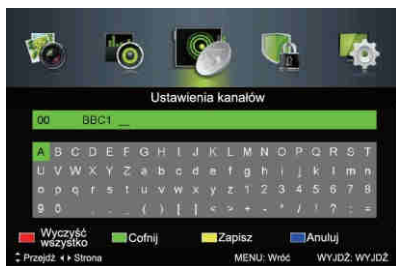 Ustawienia kanałów
00 BBC1 __
A B C D E F G H I J K L M N O P Q R S T
U V W X Y Z a b c d e f g h i j k l m n
o p q r s t u v w x y z 1 2 3 4 5 6 7 8
9 0 . , _ ( ) [ ] < > + - * / ! ? : =
Wyczyść wszystko Cofnij Zapisz Anuluj
Przejdź Strona MENU: Wróć WYJDŹ: WYJDŹ